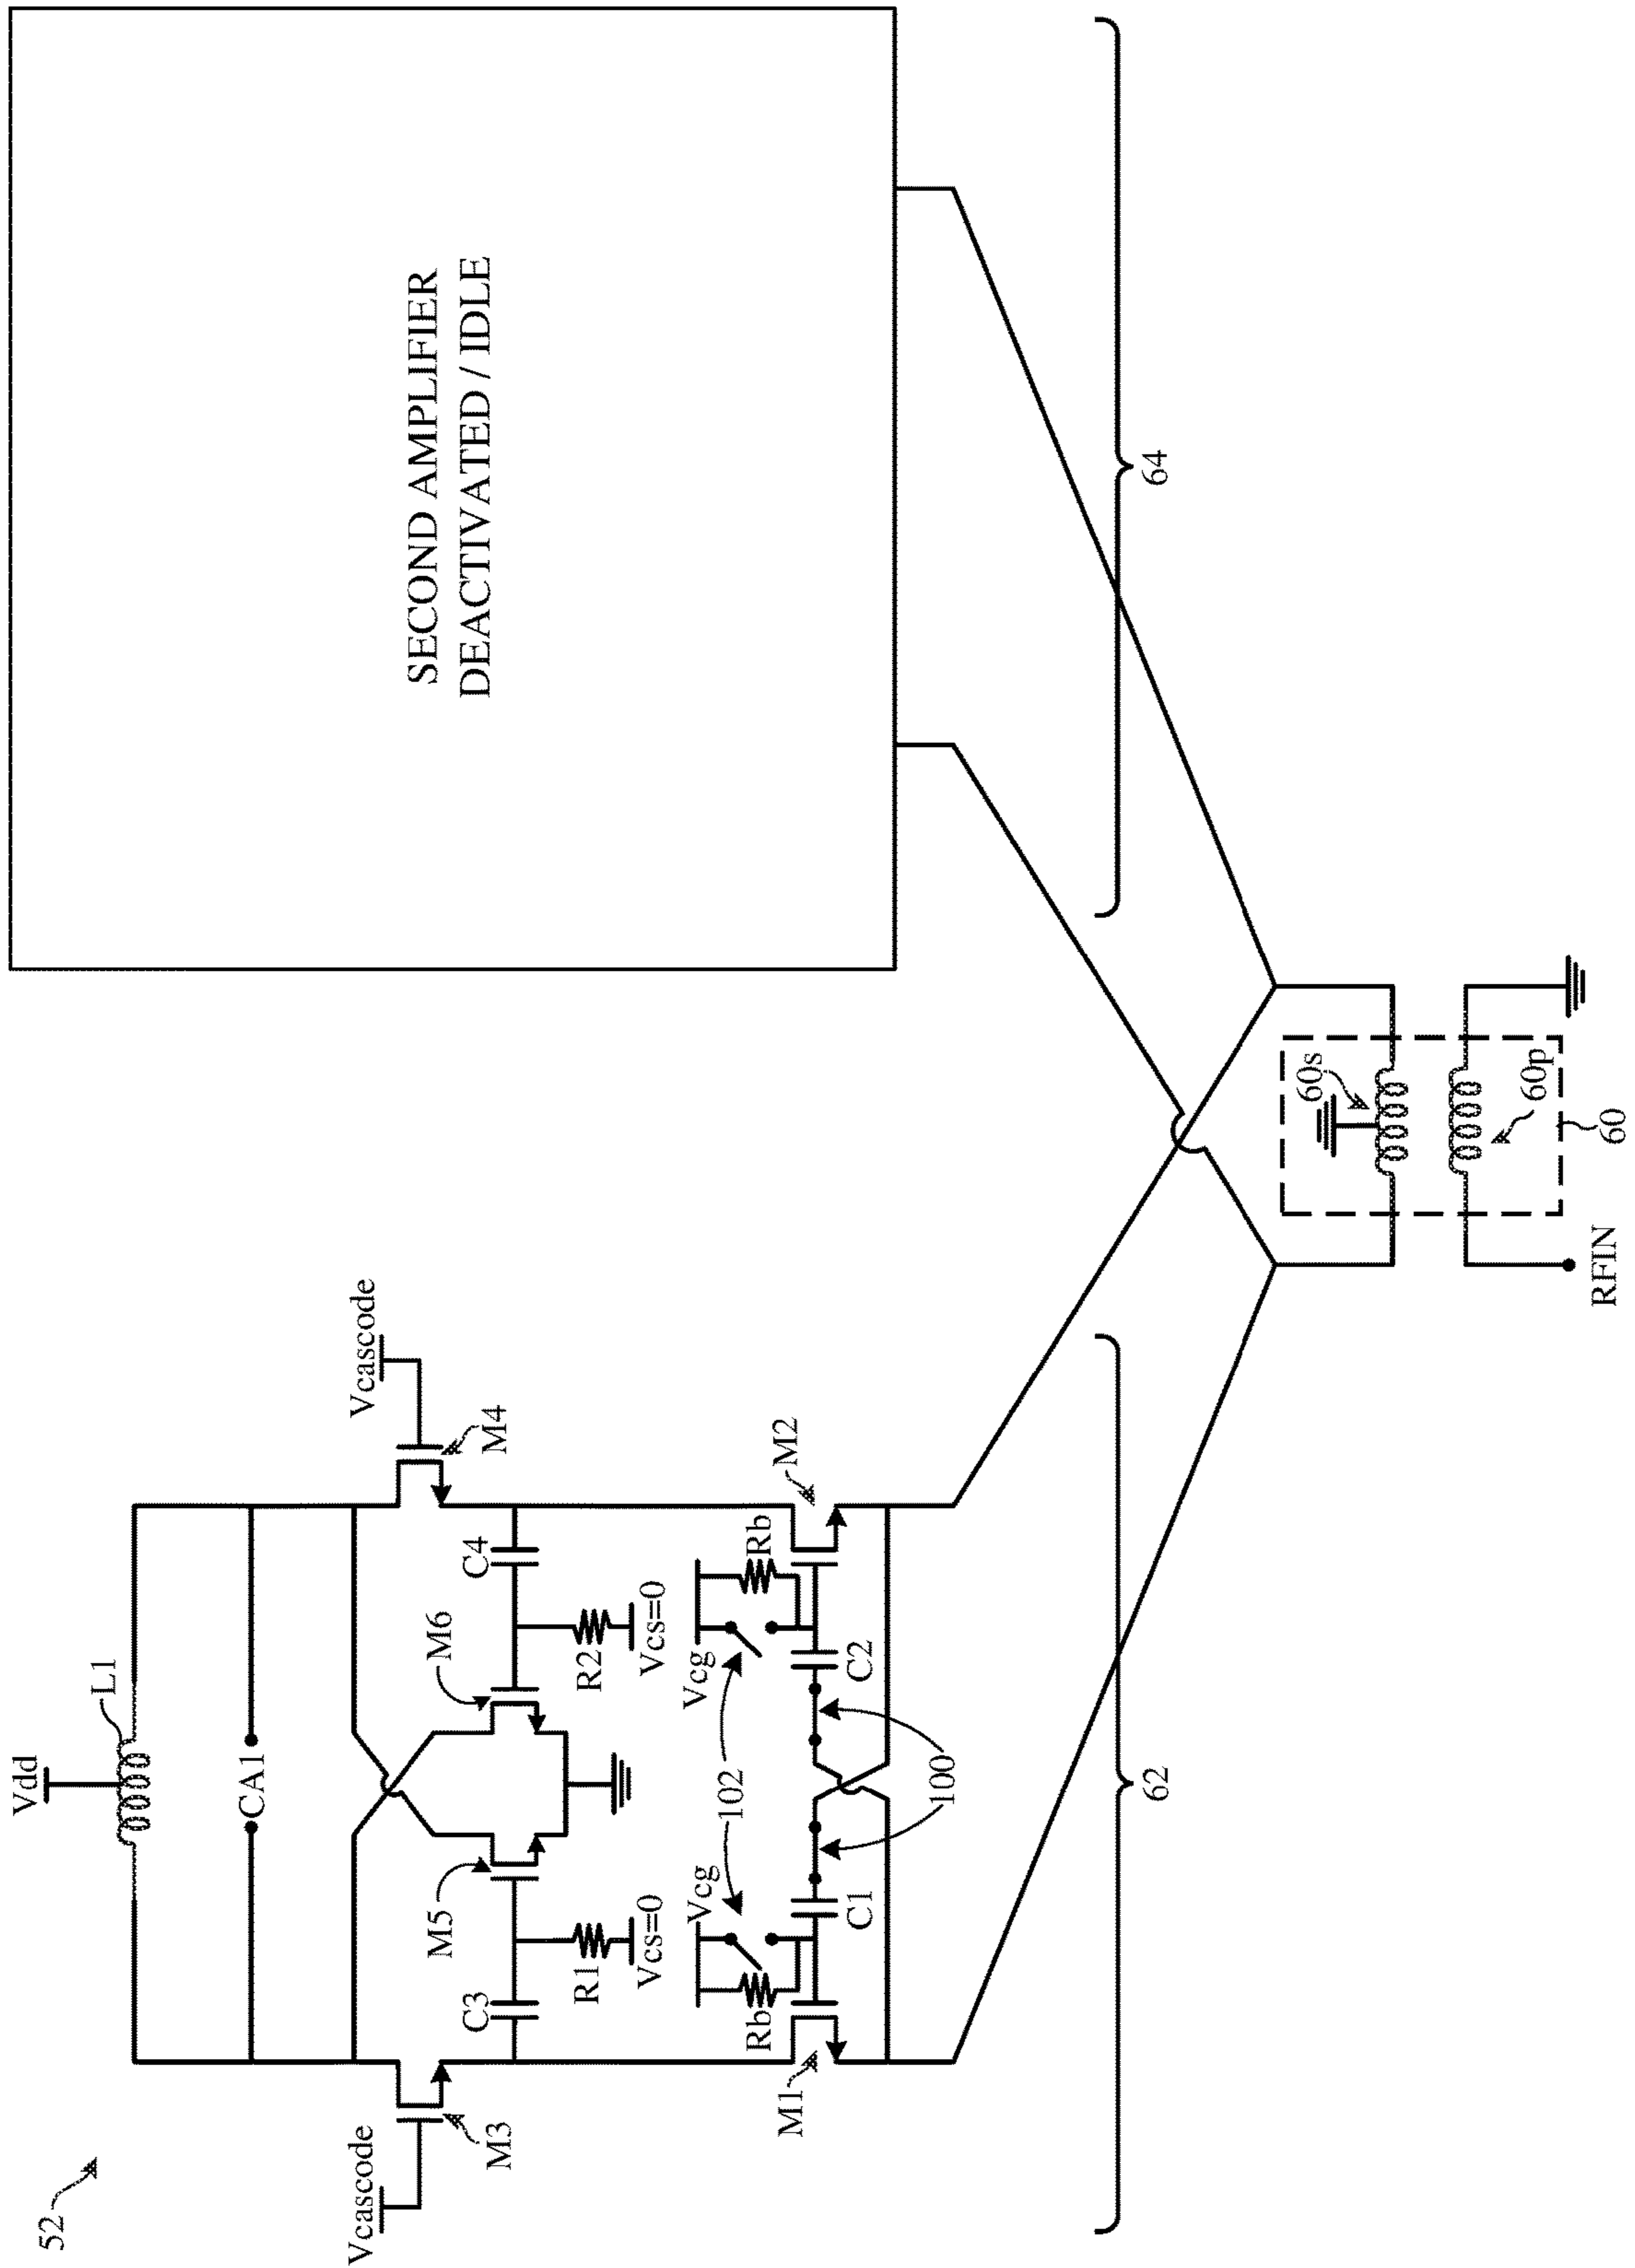 52
Vdd
L1
CA1
Vcascode
Vcascode
M3
M4
C3
C4
M5
M6
R1
R2
Vcs=0
Vcs=0
Vcg
Vcg
Rb
Rb
102
M1
M2
C1
C2
100
62
SECOND AMPLIFIER
DEACTIVATED / IDLE
64
60s
60p
60
RFIN